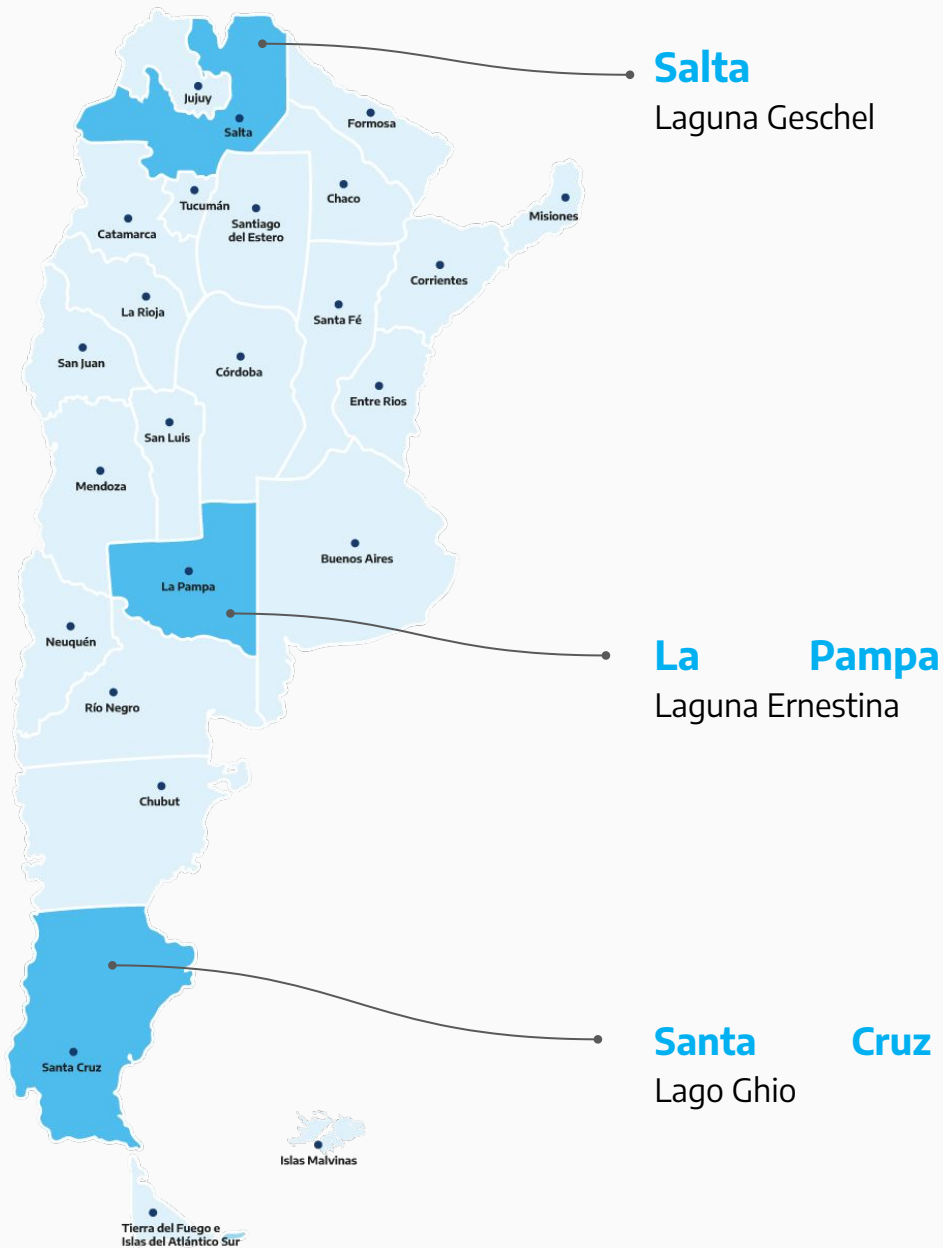 Salta
Laguna Geschel
Jujuy
Salta
Formosa
Chaco
Tucumán
Misiones
Santiago
del Estero
Catamarca
Corrientes
La Rioja
Santa Fé
San Juan
Córdoba
Entre Rios
San Luis
Mendoza
Buenos Aires
La Pampa
Neuquén
La Pampa
Laguna Ernestina
Río Negro
Chubut
Santa Cruz
Lago Ghio
Santa Cruz
Islas Malvinas
Tierra del Fuego e
Islas del Atlántico Sur